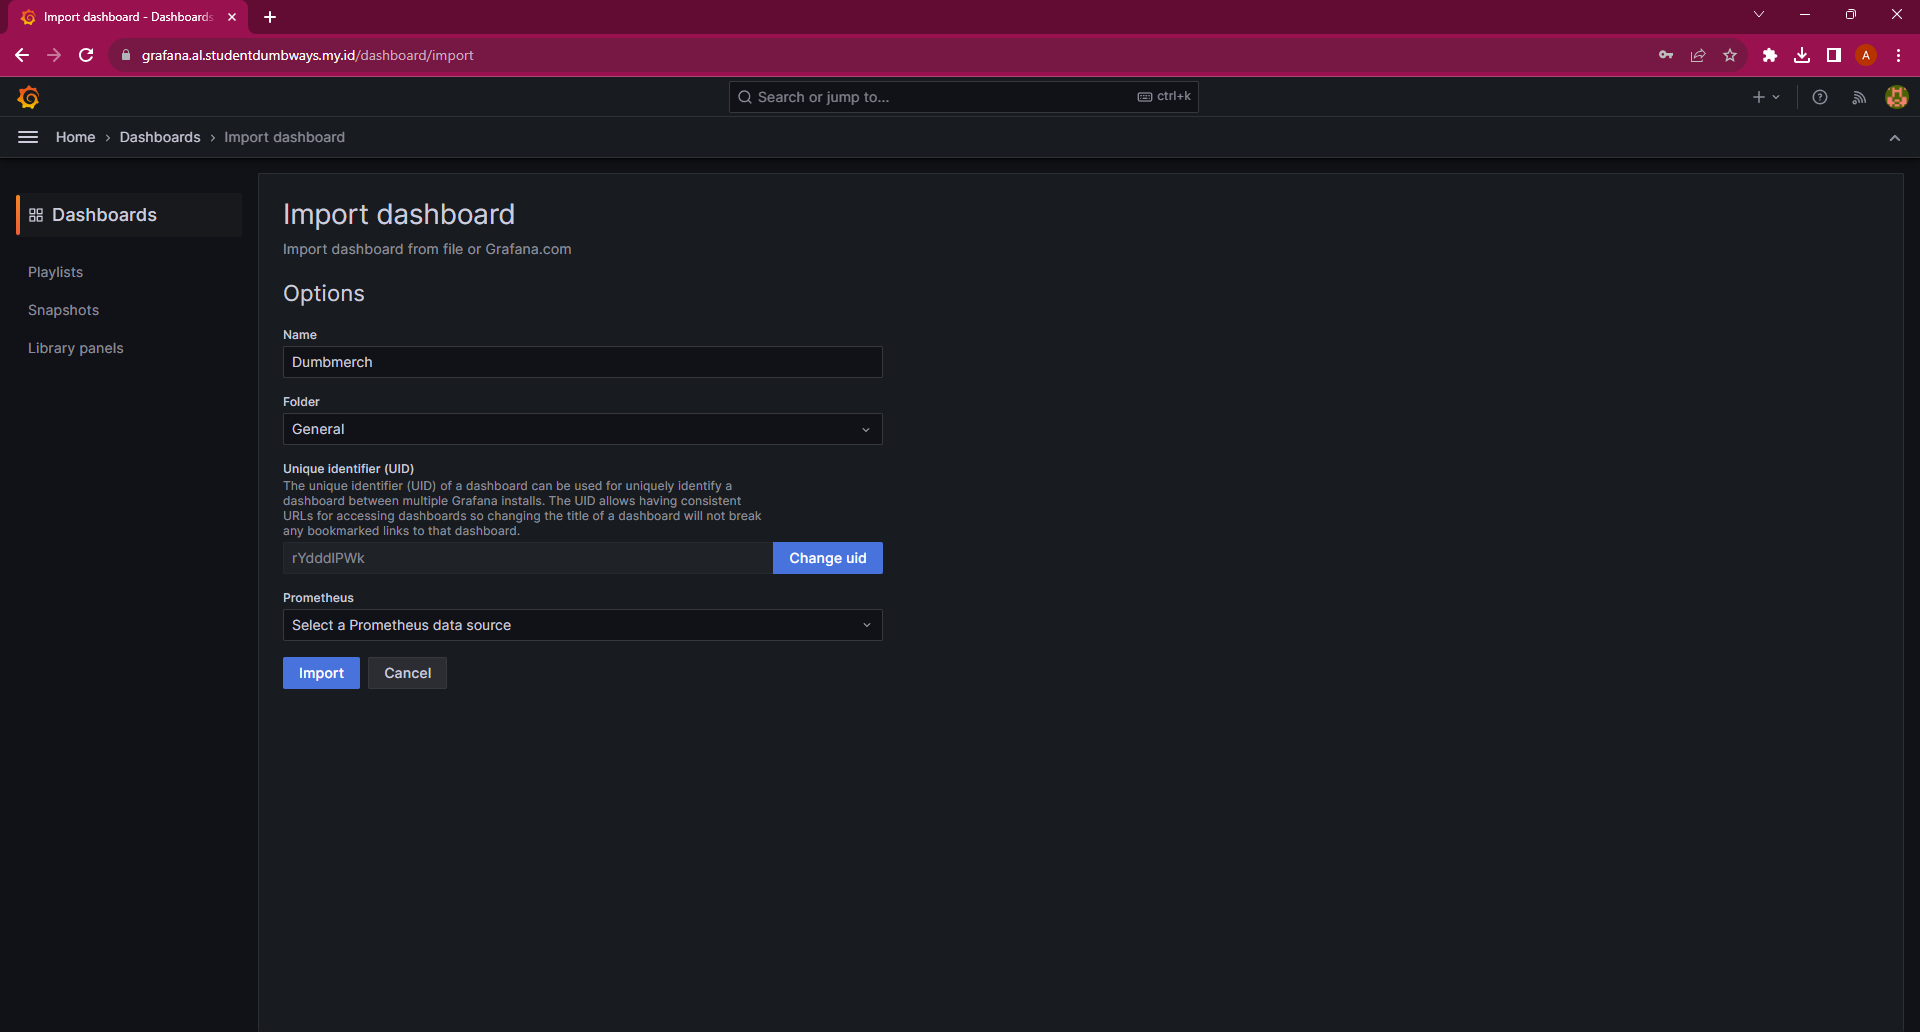 Import dashboard - Dashboards
grafana.al.studentdumbways.my.id/dashboard/import
A
Search or jump to...
ctrl+k
Home › Dashboards › Import dashboard
Dashboards
Playlists
Snapshots
Library panels
Import dashboard
Import dashboard from file or Grafana.com
Options
Name
Dumbmerch
Folder
General
Unique identifier (UID)
The unique identifier (UID) of a dashboard can be used for uniquely identify a
dashboard between multiple Grafana installs. The UID allows having consistent
URLs for accessing dashboards so changing the title of a dashboard will not break
any bookmarked links to that dashboard.
rYdddlPWk
Change uid
Prometheus
Select a Prometheus data source
Import
Cancel